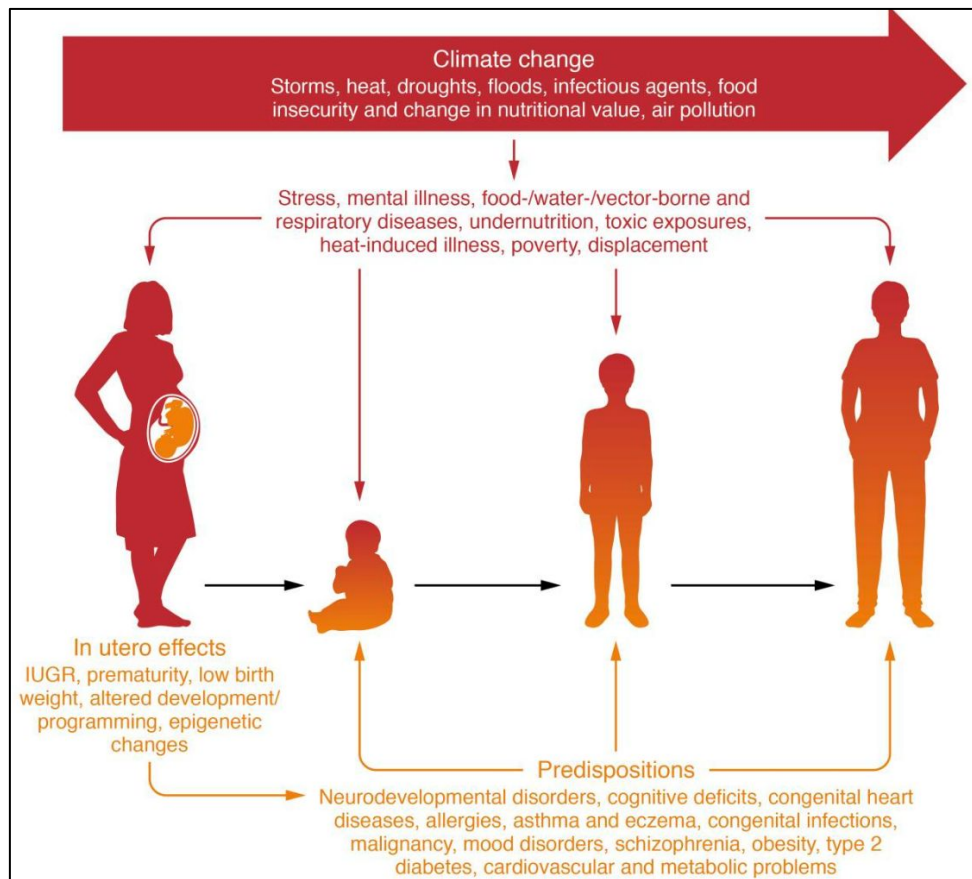 Climate change
Storms, heat, droughts, floods, infectious agents, food
insecurity and change in nutritional value, air pollution
Stress, mental illness, food-/water-/vector-borne and
respiratory diseases, undernutrition, toxic exposures,
heat-induced illness, poverty, displacement
In utero effects
IUGR, prematurity, low birth
weight, altered development/
programming, epigenetic
changes
Predispositions
Neurodevelopmental disorders, cognitive deficits, congenital heart
diseases, allergies, asthma and eczema, congenital infections,
malignancy, mood disorders, schizophrenia, obesity, type 2
diabetes, cardiovascular and metabolic problems